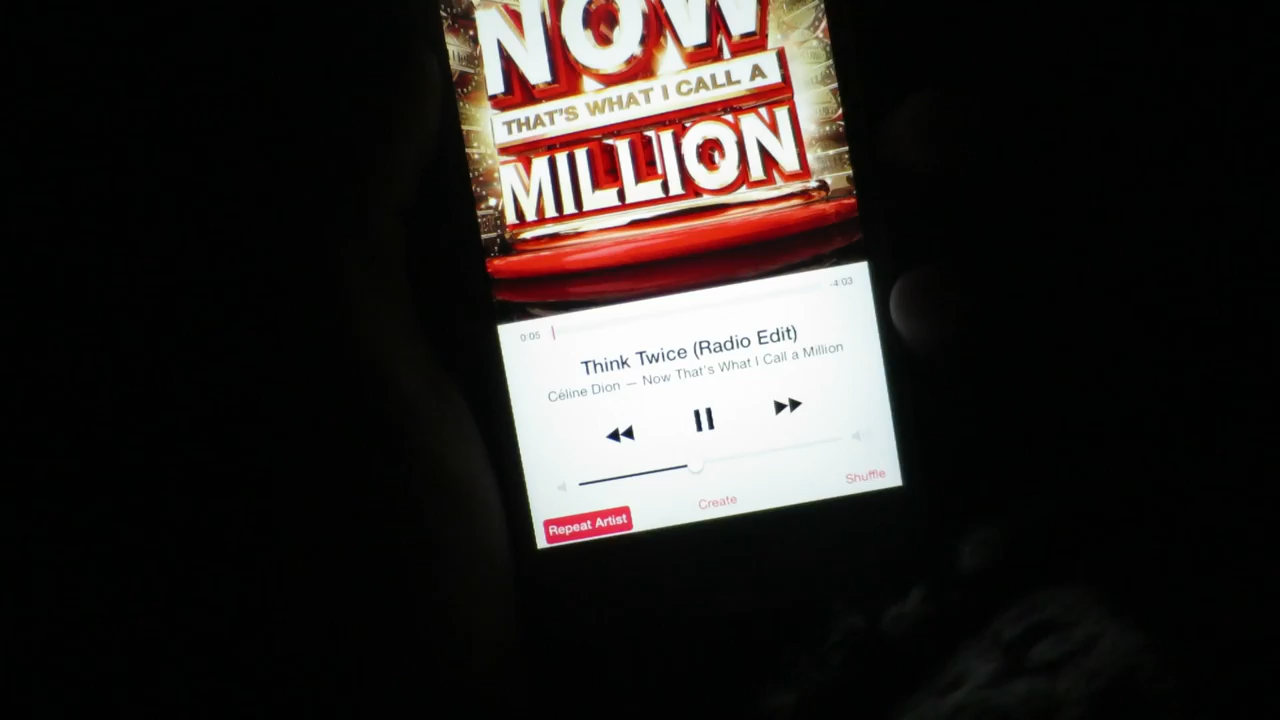 NOW
THAT'S WHAT I CALL A
MILLION
0:05
-4:03
Think Twice (Radio Edit)
Céline Dion — Now That's What I Call a Million
Repeat Artist
Create
Shuffle